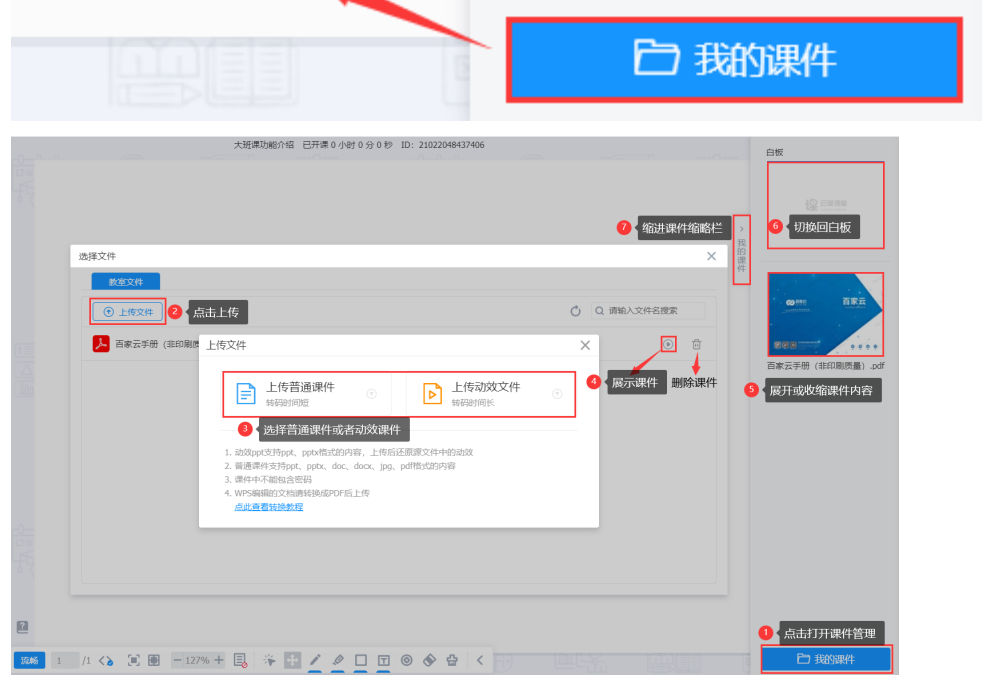 我的课件
大班课功能介绍 已开课 0 小时 0 分 0 秒 ID: 21022048437406
白板
6 切换回白板
7 缩进课件缩略栏
我的课件
选择文件
教室文件
上传文件
2 点击上传
请输入文件名搜索
百家云手册（非印刷质
上传文件
4 展示课件
删除课件
百家云
百家云
百家云手册（非印刷质量）.pdf
5 展开或收缩课件内容
上传普通课件
转码时间短
上传动效文件
转码时间长
3 选择普通课件或者动效课件
1. 动效ppt支持ppt、pptx格式的内容，上传后还原源文件中的动效
2. 普通课件支持ppt、pptx、doc、docx、jpg、pdf格式的内容
3. 课件中不能包含密码
4. WPS编辑的文档请转换成PDF后上传
点此查看转换教程
1 点击打开课件管理
流畅 1 /1 127%
我的课件